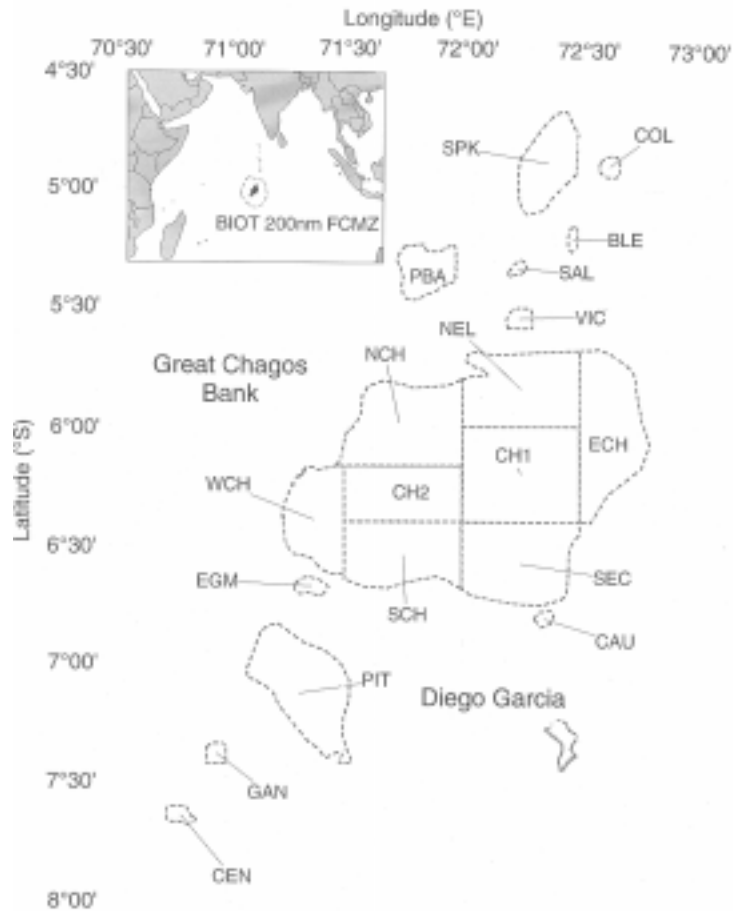 Longitude (°E)
70°30' 71°00' 71°30' 72°00' 72°30' 73°00'
4°30'
SPK
COL
5°00'
BIOT 200nm FCMZ
BLE
PBA
SAL
5°30'
VIC
NEL
NCH
Great Chagos
Bank
6°00'
ECH
CH1
WCH
CH2
Latitude (°S)
6°30'
EGM
SEC
SCH
CAU
7°00'
PIT
Diego Garcia
7°30'
GAN
CEN
8°00'